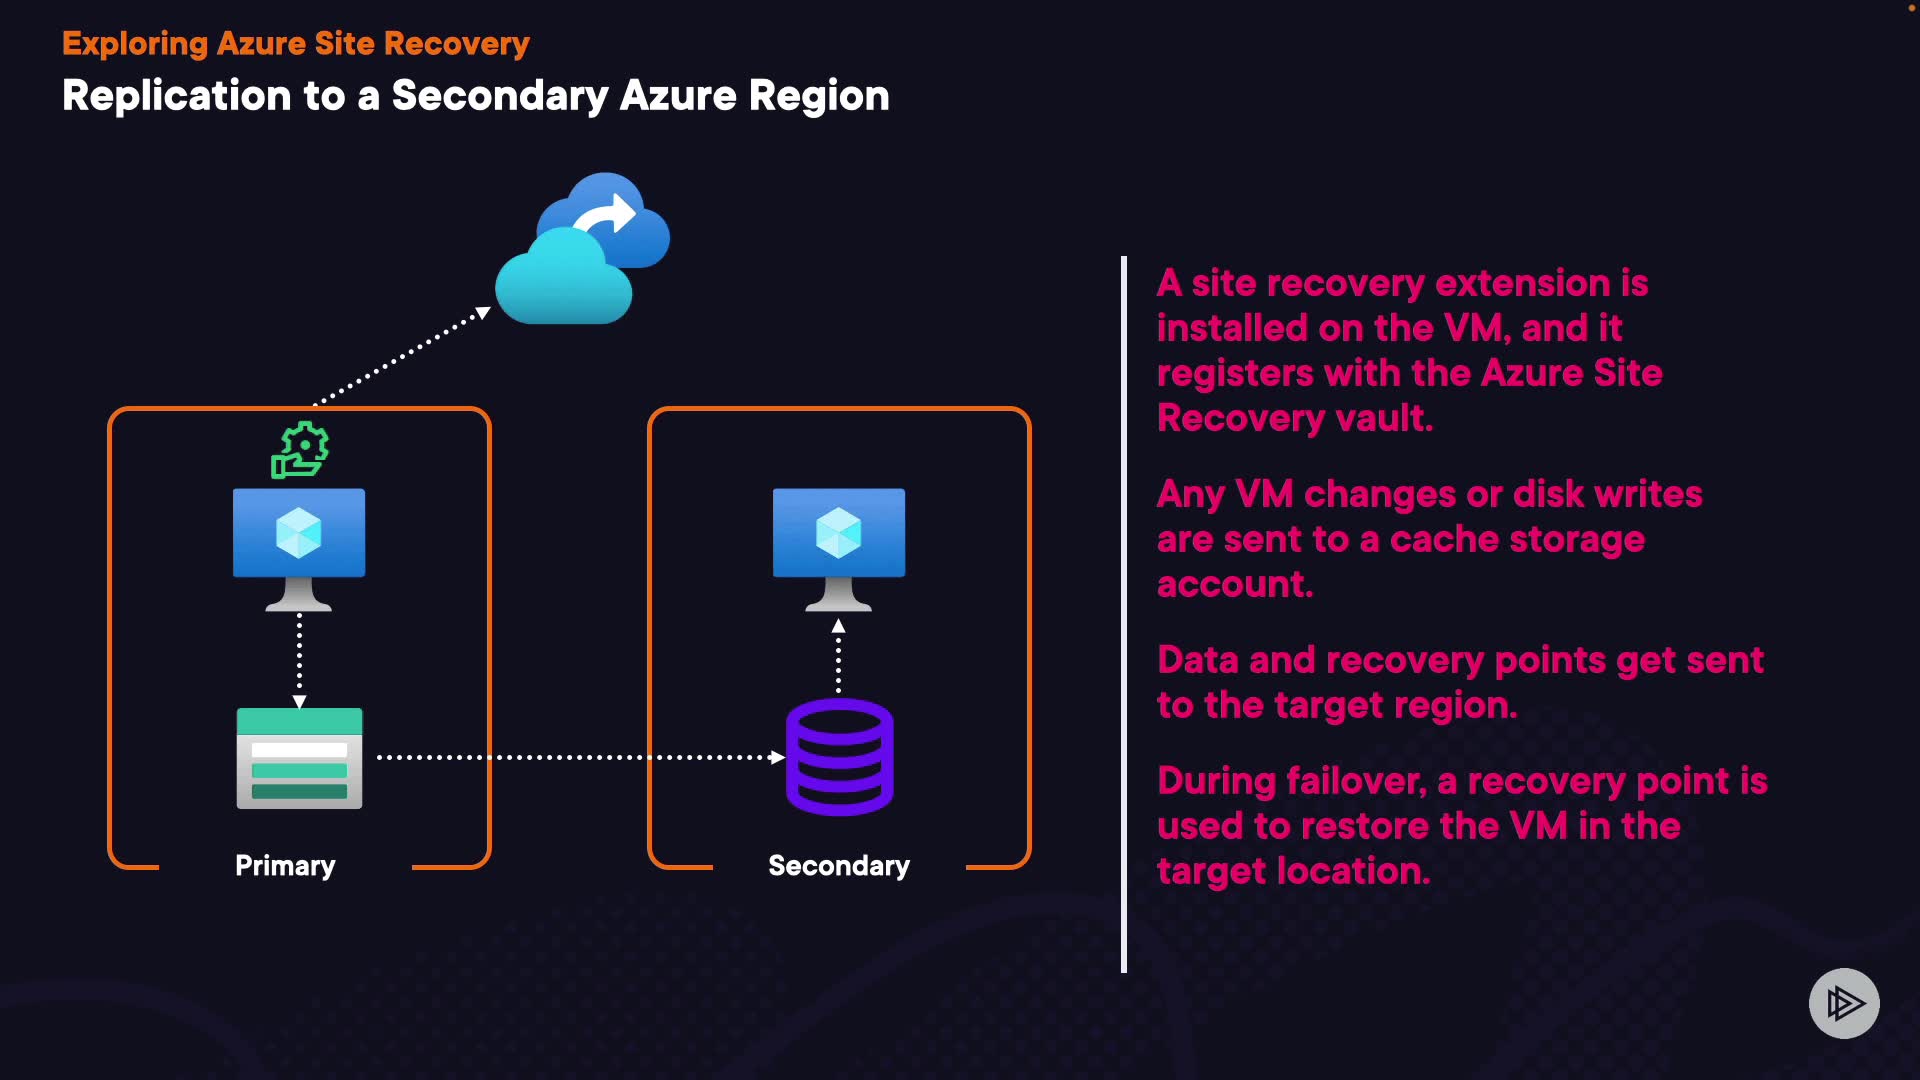 Exploring Azure Site Recovery
Replication to a Secondary Azure Region
Primary
Secondary
A site recovery extension is
installed on the VM, and it
registers with the Azure Site
Recovery vault.
Any VM changes or disk writes
are sent to a cache storage
account.
Data and recovery points get sent
to the target region.
During failover, a recovery point is
used to restore the VM in the
target location.